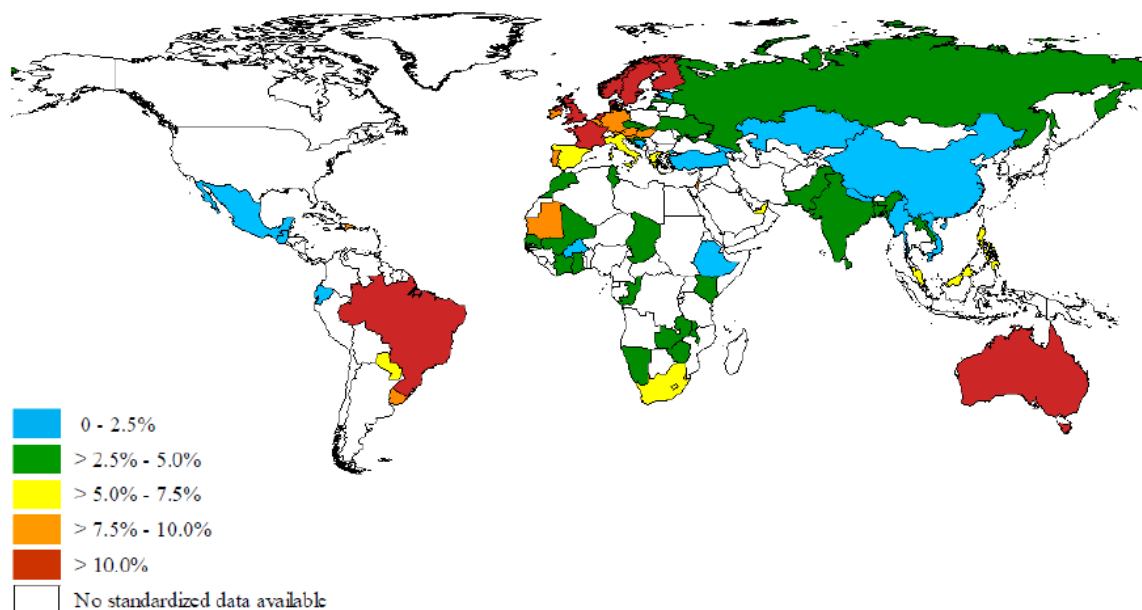 0 - 2.5%
> 2.5% - 5.0%
> 5.0% - 7.5%
> 7.5% - 10.0%
> 10.0%
No standardized data available